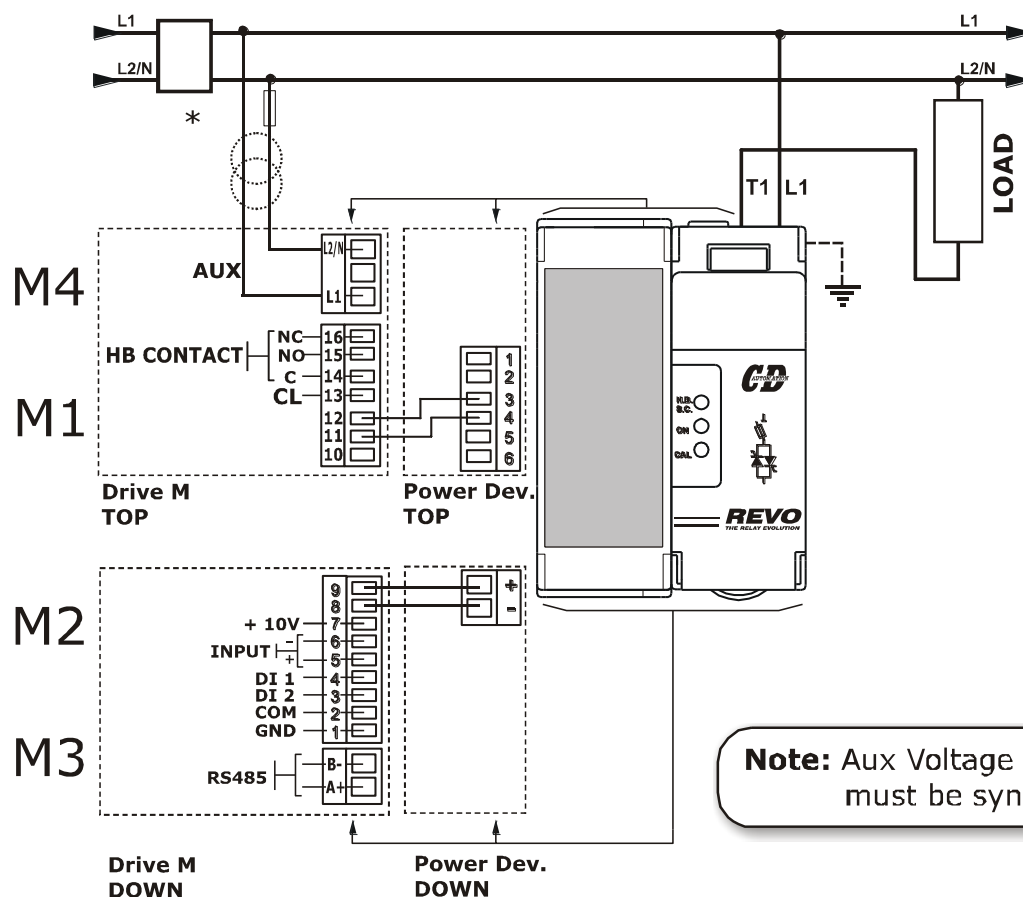 L1
L1
L2/N
L2/N
*
T1
L1
LOAD
M4
AUX
L2/N
L1
HB CONTACT
NC
16
NO
15
C
14
CL
13
12
11
10
M1
1
2
3
4
5
6
Drive M
TOP
Power Dev.
TOP
CD
AUTOMATION
H.B.
S.C.
ON
CAL
REVO
THE RELAY EVOLUTION
M2
9
8
+ 10V
7
INPUT
-
6
+
5
DI 1
4
DI 2
3
COM
2
GND
1
+
-
M3
RS485
B-
A+
Note: Aux Voltage
must be syn
Drive M
DOWN
Power Dev.
DOWN